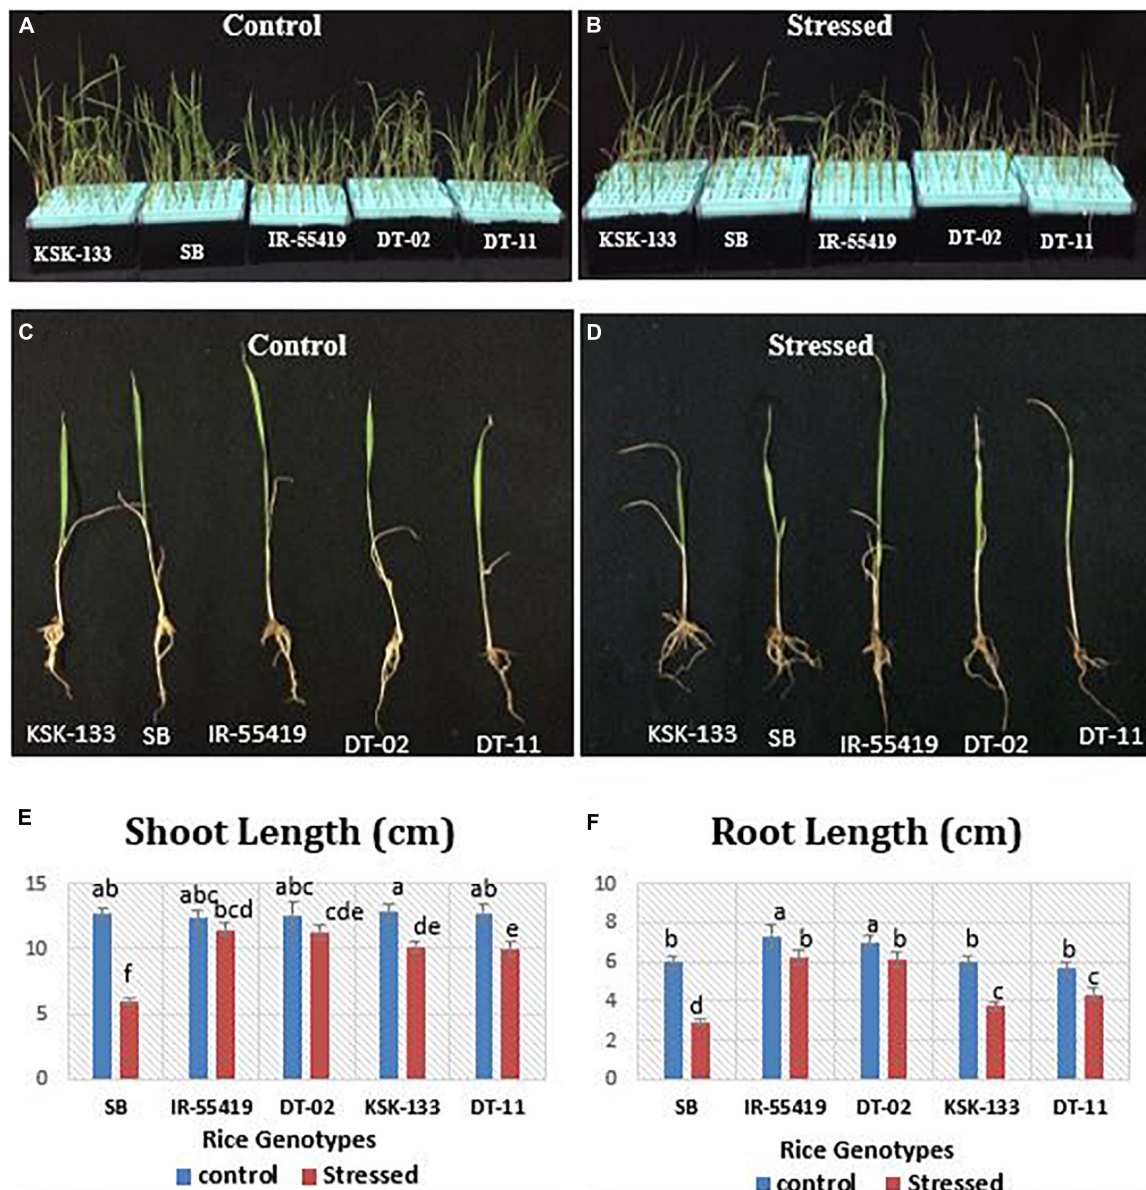 A Control
KSK-133 SB IR-55419 DT-02 DT-11
B Stressed
KSK-133 SB IR-55419 DT-02 DT-11
C Control
KSK-133 SB IR-55419 DT-02 DT-11
D Stressed
KSK-133 SB IR-55419 DT-02 DT-11
E
Shoot Length (cm)
15
10
5
0
ab f abc bcd abc cde a de ab e
SB IR-55419 DT-02 KSK-133 DT-11
Rice Genotypes
control Stressed
F
Root Length (cm)
10
8
6
4
2
0
b d a b a b b c b c
SB IR-55419 DT-02 KSK-133 DT-11
Rice Genotypes
control Stressed